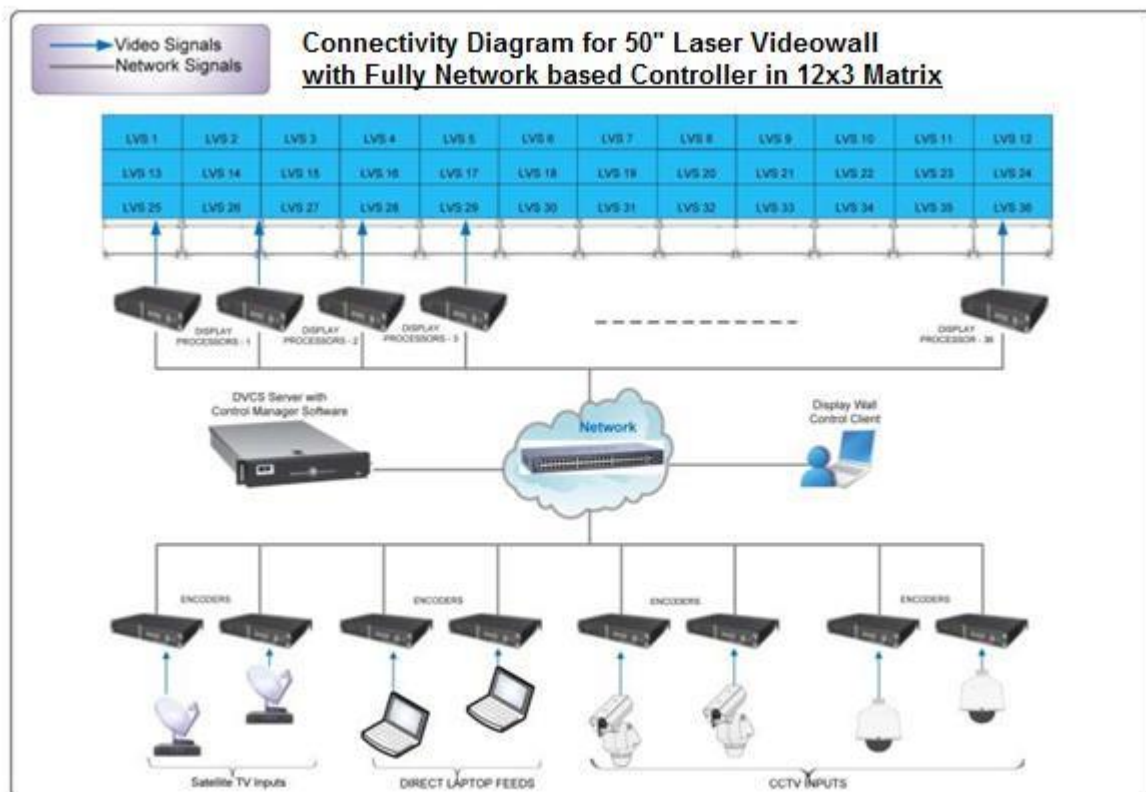 Video Signals
Network Signals
Connectivity Diagram for 50" Laser Videowall
with Fully Network based Controller in 12x3 Matrix
LVS 1 LVS 2 LVS 3 LVS 4 LVS 5 LVS 6 LVS 7 LVS 8 LVS 9 LVS 10 LVS 11 LVS 12
LVS 13 LVS 14 LVS 15 LVS 16 LVS 17 LVS 18 LVS 19 LVS 20 LVS 21 LVS 22 LVS 23 LVS 24
LVS 25 LVS 26 LVS 27 LVS 28 LVS 29 LVS 30 LVS 31 LVS 32 LVS 33 LVS 34 LVS 35 LVS 36
DISPLAY
PROCESSORS - 1
DISPLAY
PROCESSORS - 2
DISPLAY
PROCESSORS - 3
DISPLAY
PROCESSOR - 36
DVCS Server with
Control Manager Software
Network
Display Wall
Control Client
ENCODERS
ENCODERS
ENCODERS
ENCODERS
Satellite TV Inputs
DIRECT LAPTOP FEEDS
CCTV INPUTS